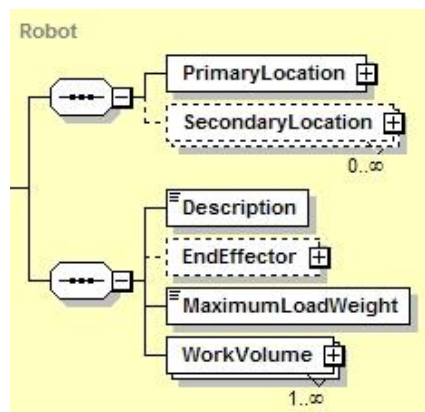 Robot
PrimaryLocation
SecondaryLocation
0..∞
Description
EndEffector
MaximumLoadWeight
WorkVolume
1..∞